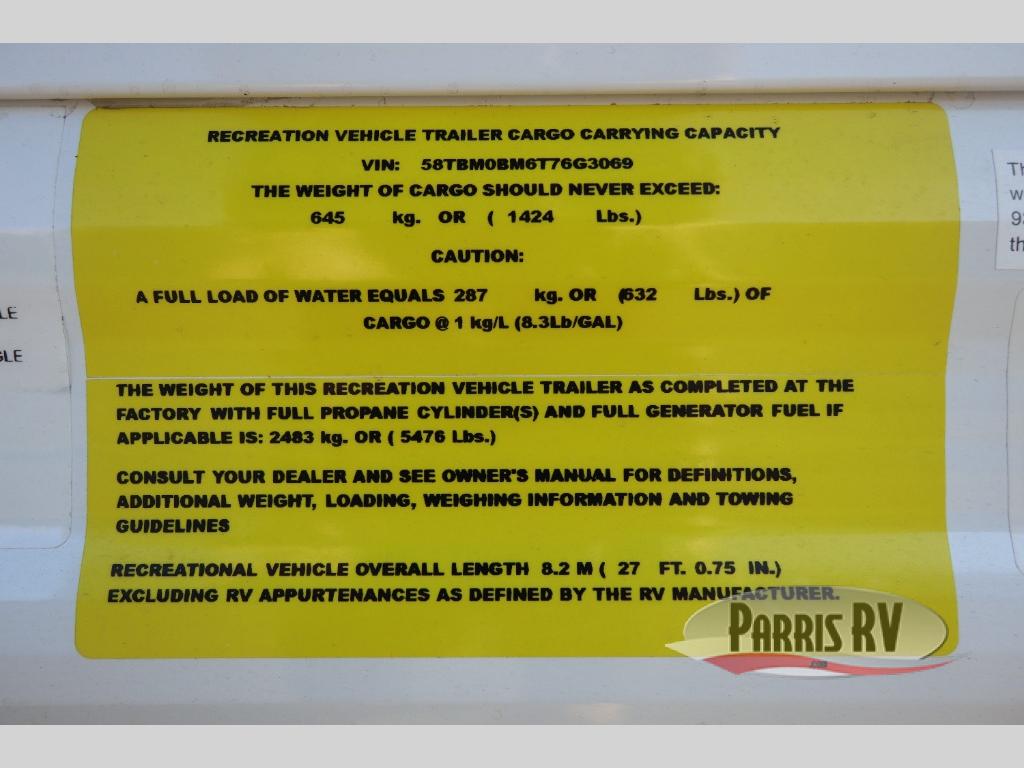 RECREATION VEHICLE TRAILER CARGO CARRYING CAPACITY
VIN: 58TBM0BM6T76G3069
THE WEIGHT OF CARGO SHOULD NEVER EXCEED:
645 kg. OR ( 1424 Lbs.)
CAUTION:
A FULL LOAD OF WATER EQUALS 287 kg. OR (632 Lbs.) OF
CARGO @ 1 kg/L (8.3Lb/GAL)
THE WEIGHT OF THIS RECREATION VEHICLE TRAILER AS COMPLETED AT THE
FACTORY WITH FULL PROPANE CYLINDER(S) AND FULL GENERATOR FUEL IF
APPLICABLE IS: 2483 kg. OR ( 5476 Lbs.)
CONSULT YOUR DEALER AND SEE OWNER'S MANUAL FOR DEFINITIONS,
ADDITIONAL WEIGHT, LOADING, WEIGHING INFORMATION AND TOWING
GUIDELINES
RECREATIONAL VEHICLE OVERALL LENGTH 8.2 M ( 27 FT. 0.75 IN.)
EXCLUDING RV APPURTENANCES AS DEFINED BY THE RV MANUFACTURER.
PARRIS RV
.com